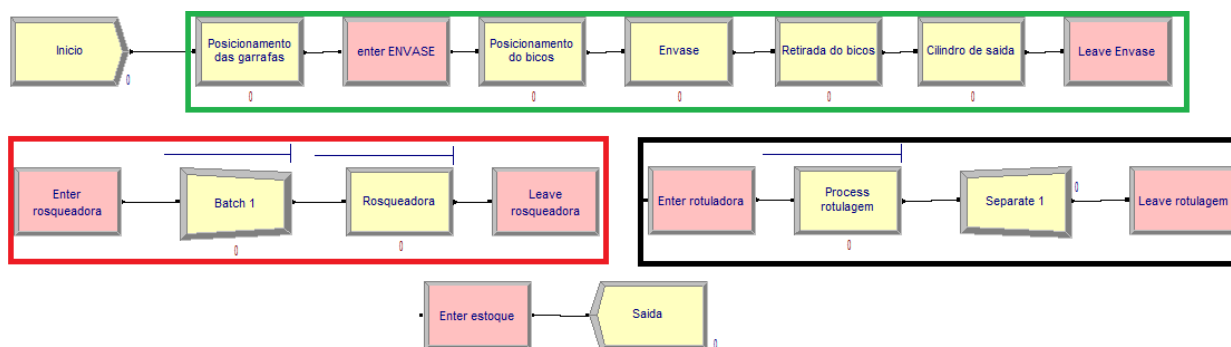 Inicio
Posicionamento
das garrafas
enter ENVASE
Posicionamento
do bicos
Envase
Retirada do bicos
Cilindro de saida
Leave Envase
0
0
0
0
0
0
Enter
rosqueadora
Batch 1
Rosqueadora
Leave
rosqueadora
0
0
Enter rotuladora
Process
rotulagem
Separate 1
Leave rotulagem
0
0
Enter estoque
Saida
0